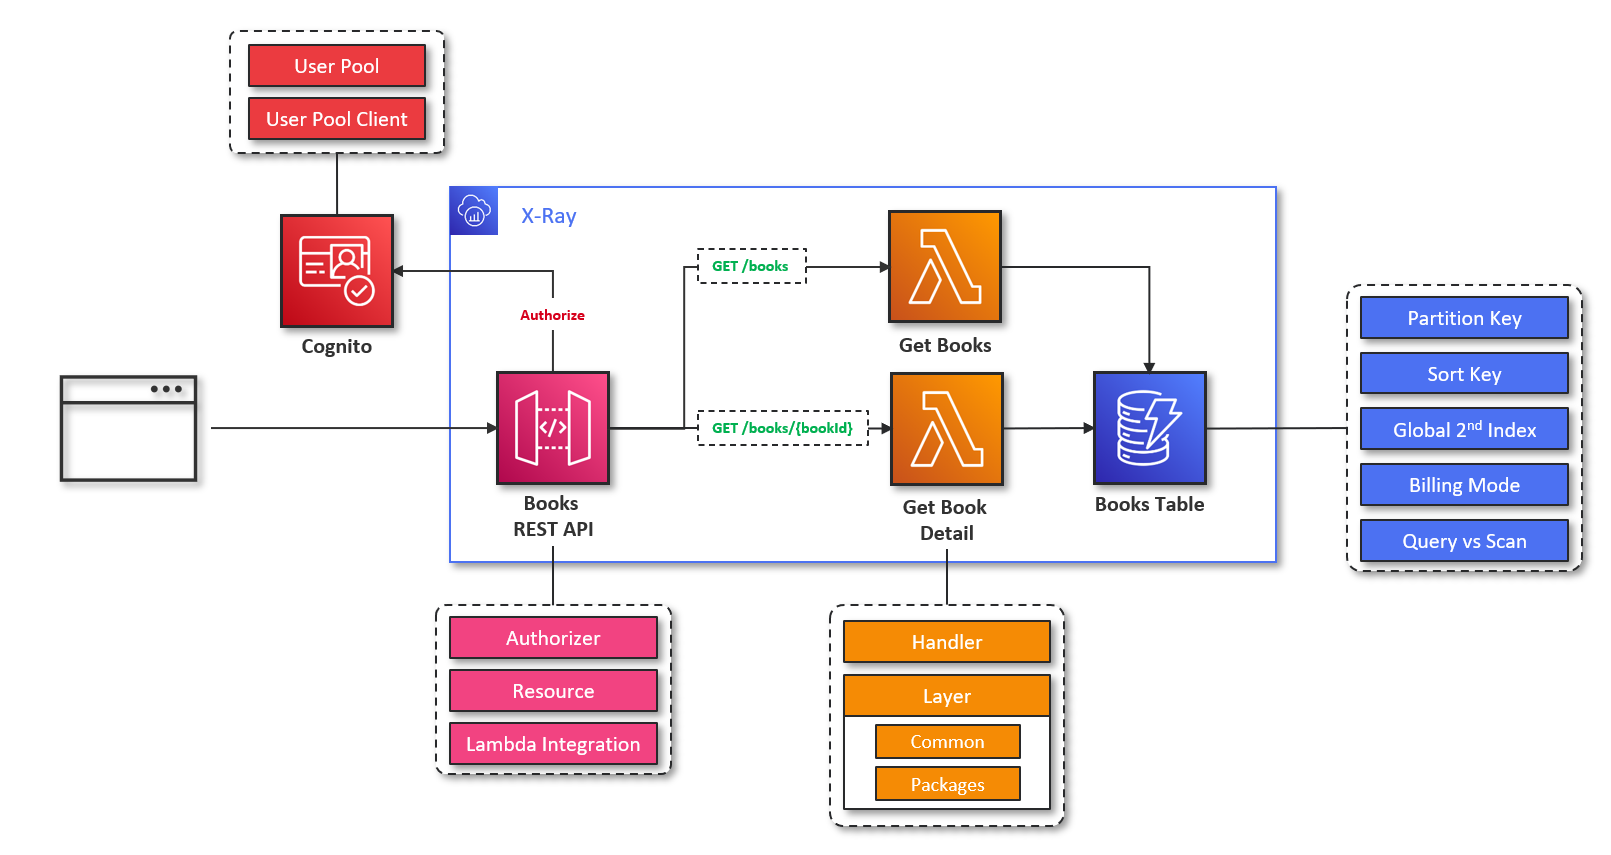 User Pool
User Pool Client
X-Ray
GET /books
Authorize
Cognito
Get Books
Partition Key
Sort Key
GET /books/{bookId}
Global 2nd Index
Billing Mode
Books
REST API
Get Book
Detail
Books Table
Query vs Scan
Authorizer
Resource
Lambda Integration
Handler
Layer
Common
Packages